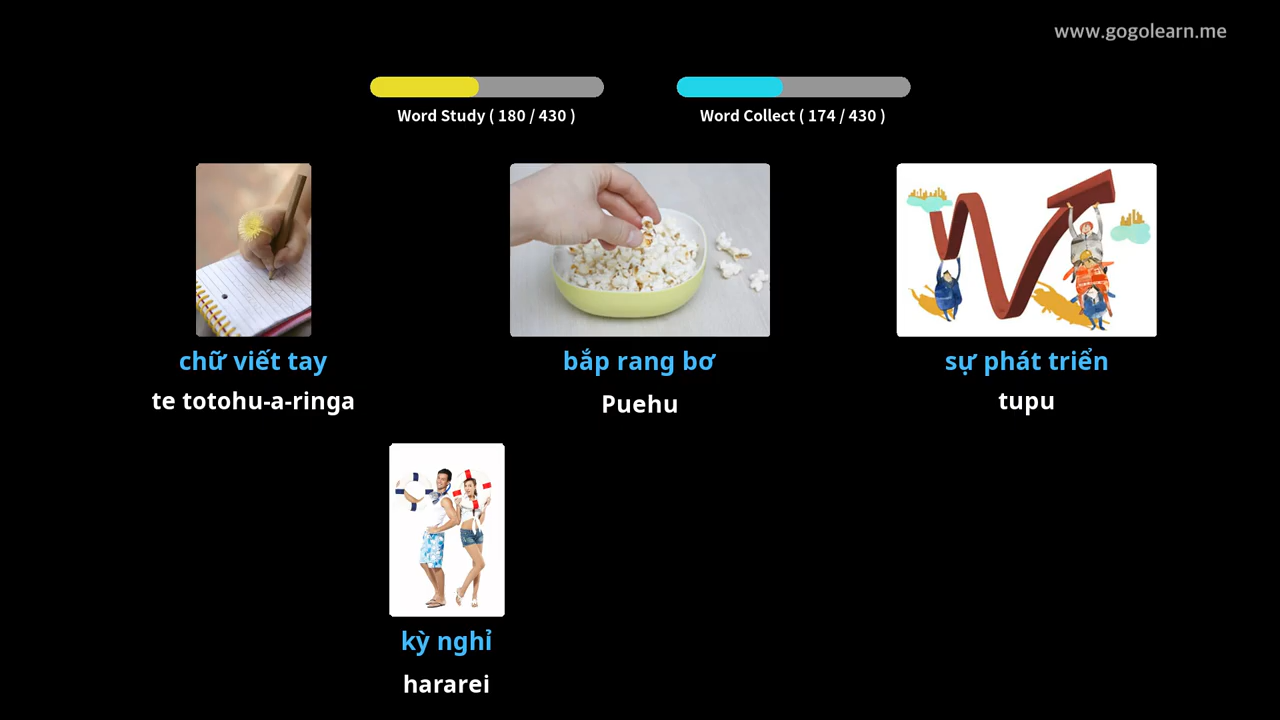 www.gogolearn.me
Word Study ( 180 / 430 )
Word Collect ( 174 / 430 )
chữ viết tay
te totohu-a-ringa
bắp rang bơ
Puehu
sự phát triển
tupu
kỳ nghỉ
hararei